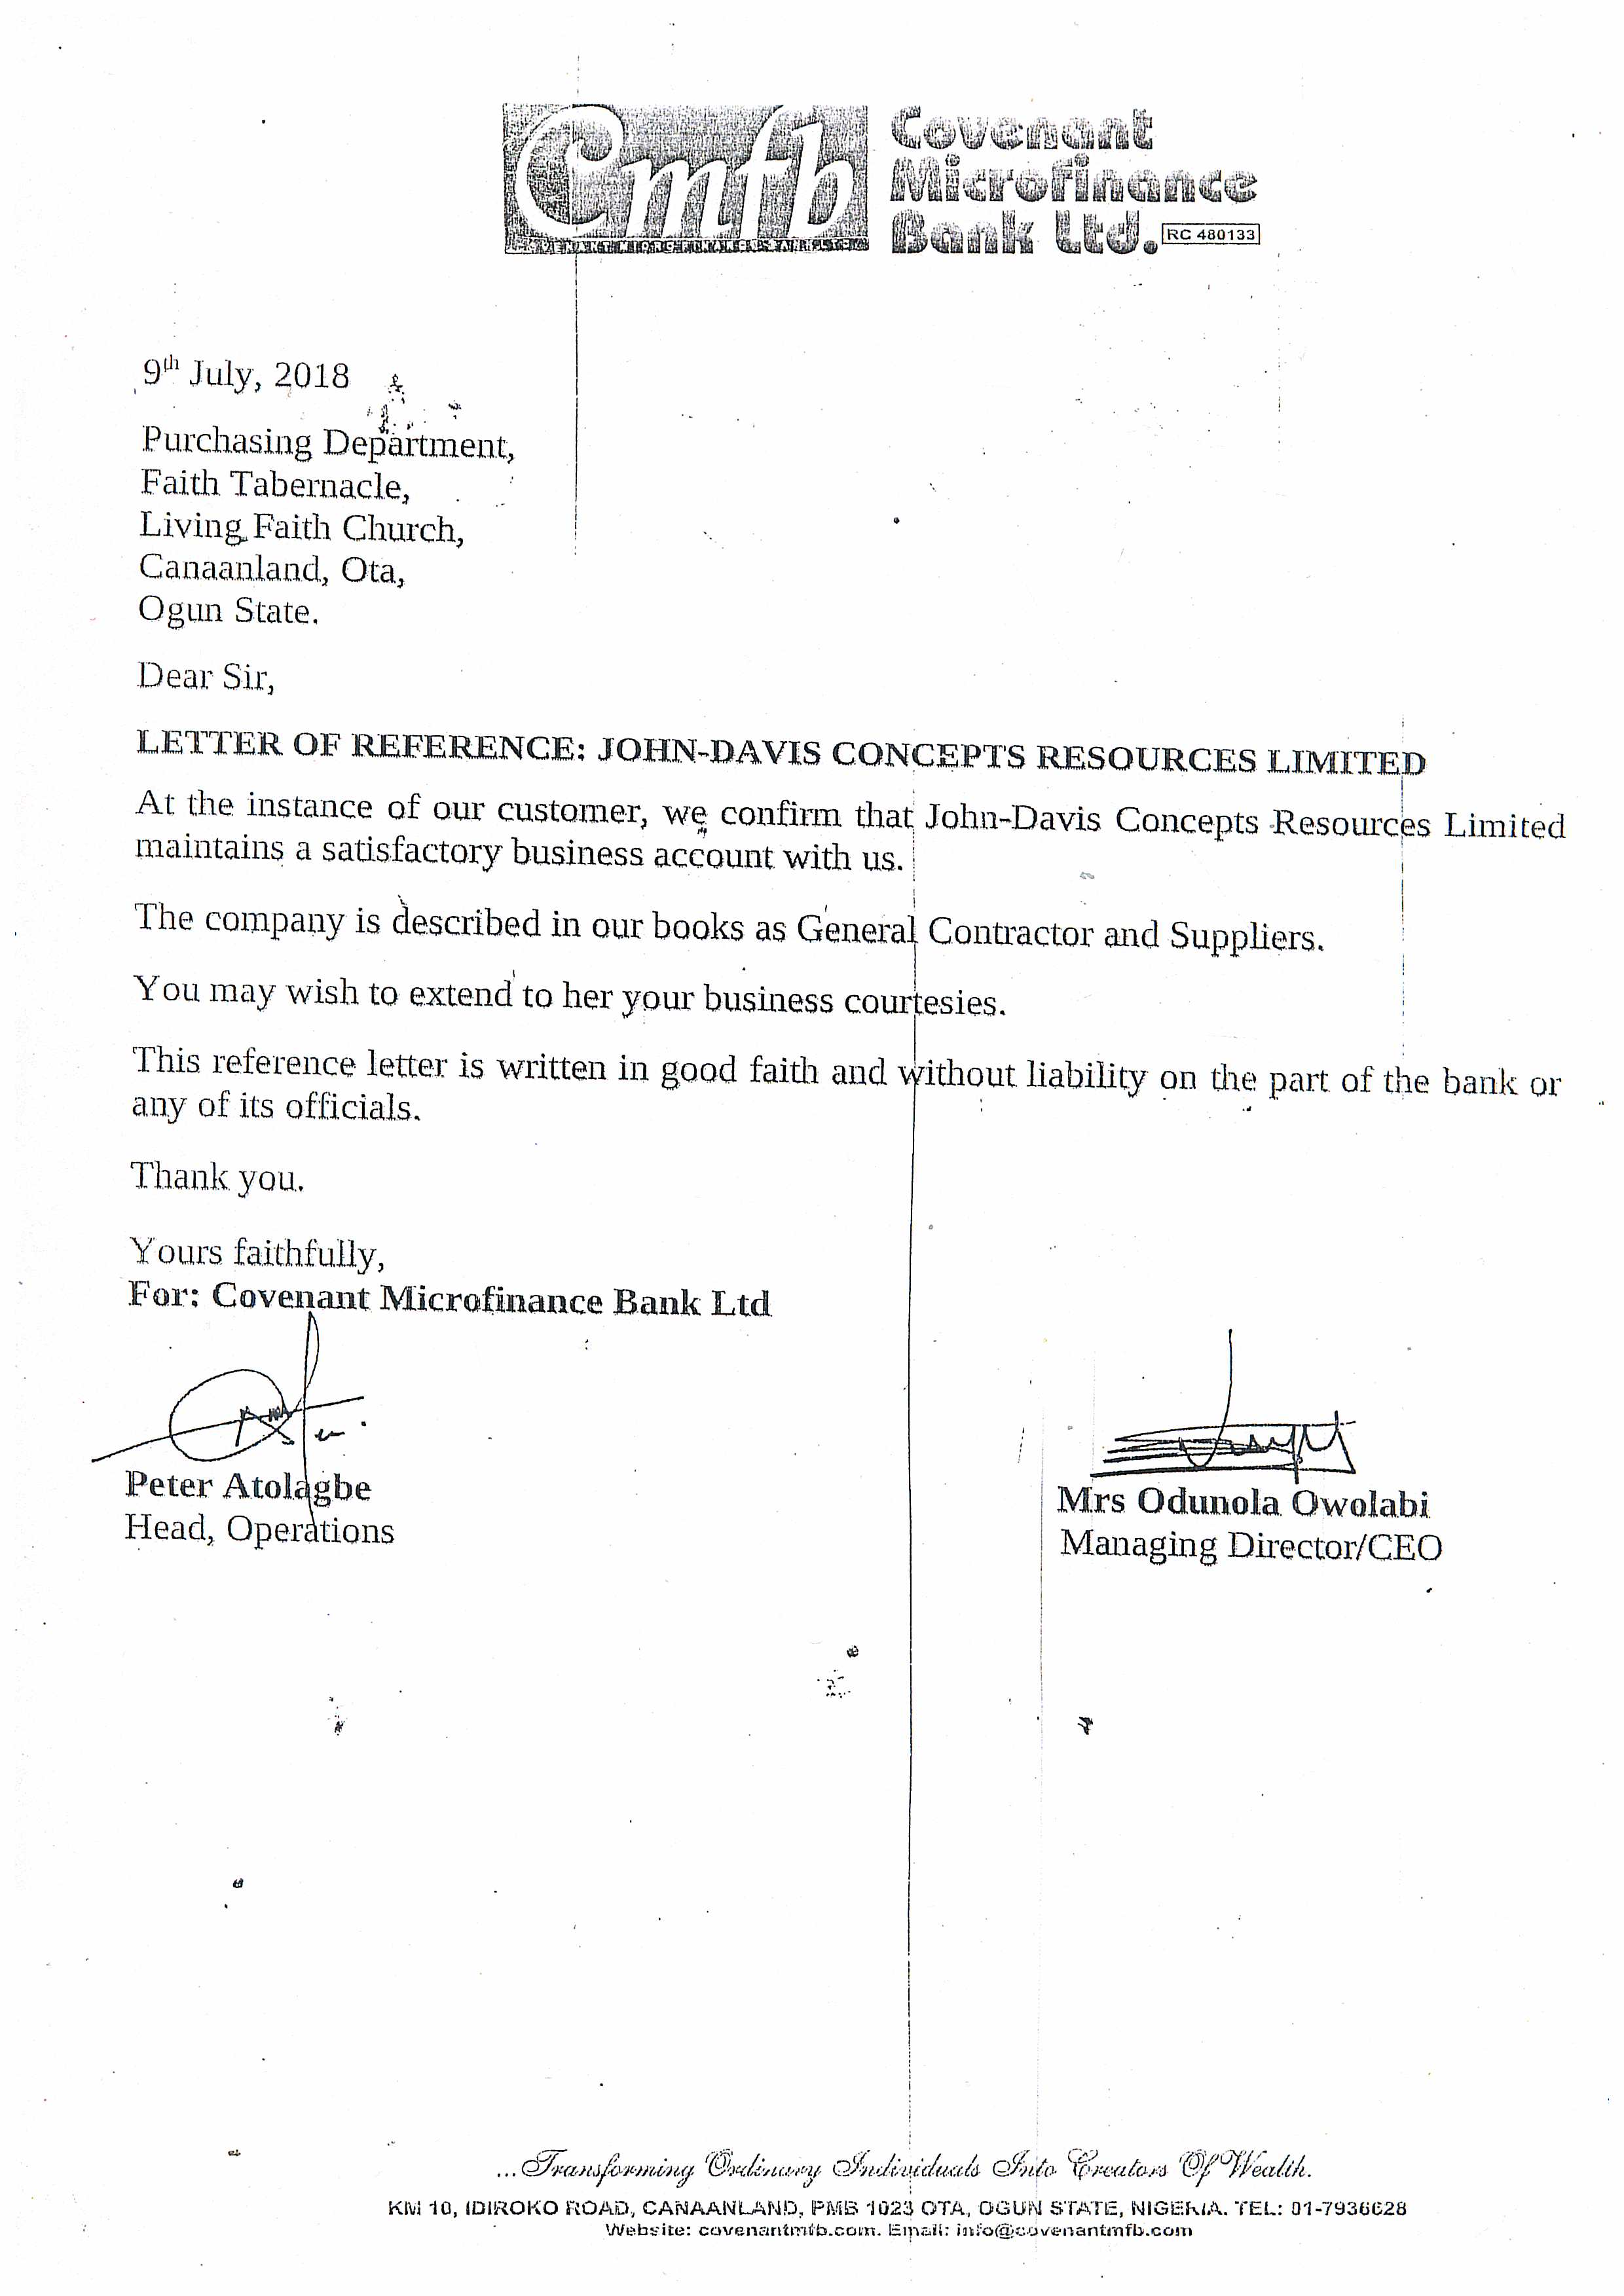 Cmfb
COVENANT MICROFINANCE BANK LTD
Covenant
Microfinance
Bank Ltd.
RC 480133
9th July, 2018
Purchasing Department,
Faith Tabernacle,
Living Faith Church,
Canaanland, Ota,
Ogun State.
Dear Sir,
LETTER OF REFERENCE: JOHN-DAVIS CONCEPTS RESOURCES LIMITED
At the instance of our customer, we confirm that John-Davis Concepts Resources Limited
maintains a satisfactory business account with us.
The company is described in our books as General Contractor and Suppliers.
You may wish to extend to her your business courtesies.
This reference letter is written in good faith and without liability on the part of the bank or
any of its officials.
Thank you.
Yours faithfully,
For: Covenant Microfinance Bank Ltd
Peter Atolagbe
Head, Operations
Mrs Odunola Owolabi
Managing Director/CEO
...Transforming Ordinary Individuals Into Creators Of Wealth.
KM 10, IDIROKO ROAD, CANAANLAND, PMB 1023 OTA, OGUN STATE, NIGERIA. TEL: 01-7936628
Website: covenantmfb.com. Email: info@covenantmfb.com